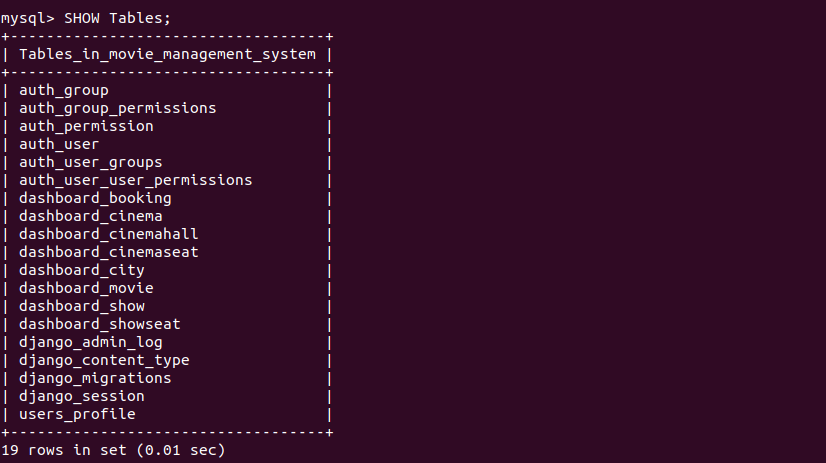 mysql> SHOW Tables;
+-----------------------------------+
| Tables_in_movie_management_system |
+-----------------------------------+
| auth_group                        |
| auth_group_permissions            |
| auth_permission                   |
| auth_user                         |
| auth_user_groups                  |
| auth_user_user_permissions        |
| dashboard_booking                 |
| dashboard_cinema                  |
| dashboard_cinemahall              |
| dashboard_cinemaseat              |
| dashboard_city                    |
| dashboard_movie                   |
| dashboard_show                    |
| dashboard_showseat                |
| django_admin_log                  |
| django_content_type               |
| django_migrations                 |
| django_session                    |
| users_profile                     |
+-----------------------------------+
19 rows in set (0.01 sec)